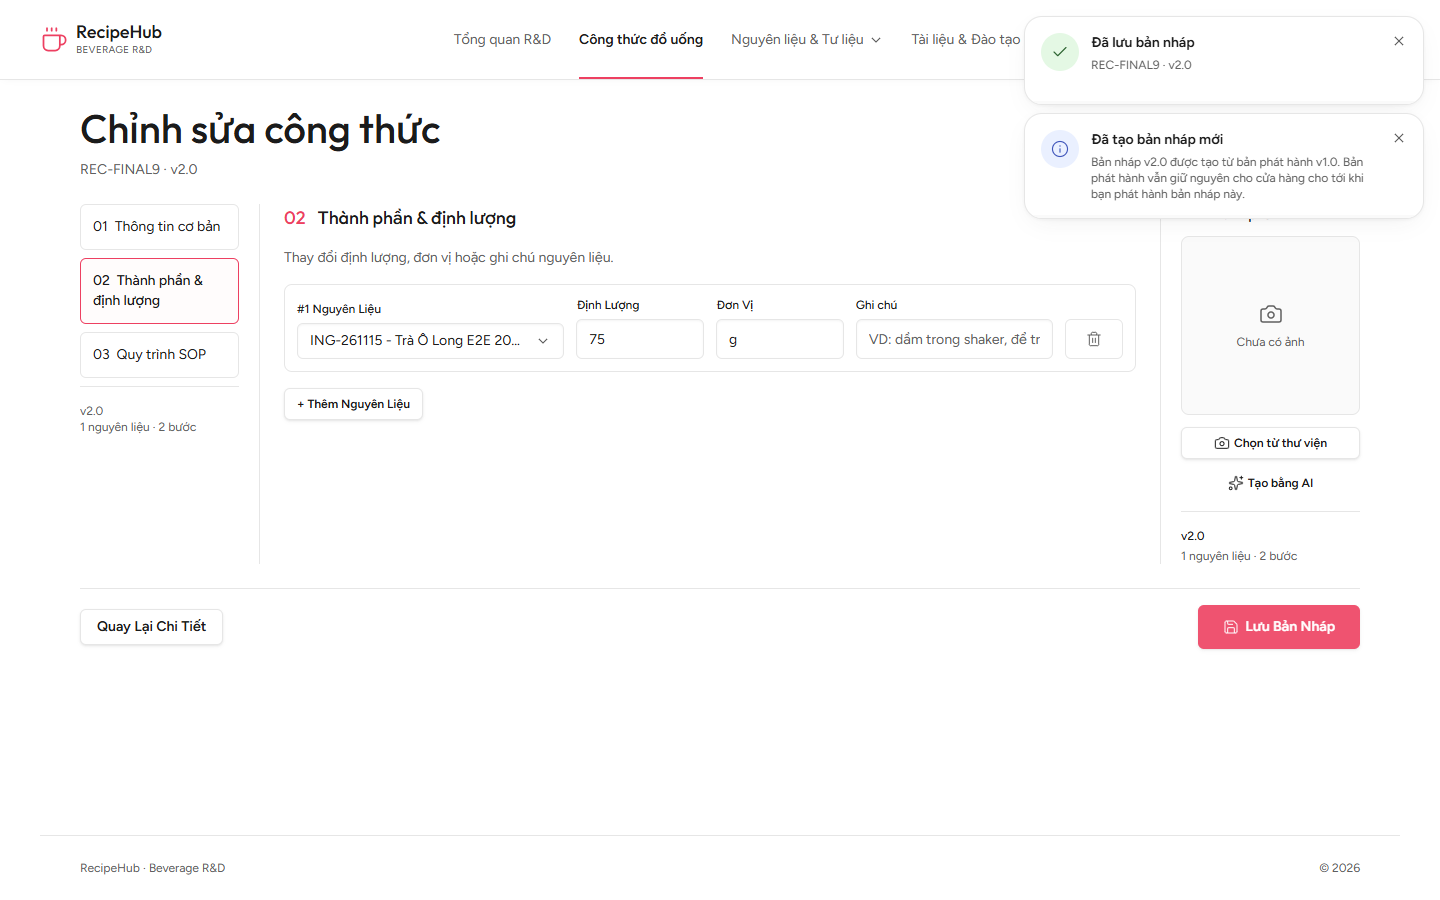 RecipeHub
BEVERAGE R&D
Tổng quan R&D
Công thức đồ uống
Nguyên liệu & Tư liệu
Tài liệu & Đào tạo
Đã lưu bản nháp
REC-FINAL9 · v2.0
Đã tạo bản nháp mới
Bản nháp v2.0 được tạo từ bản phát hành v1.0. Bản
phát hành vẫn giữ nguyên cho cửa hàng cho tới khi
bạn phát hành bản nháp này.
Chỉnh sửa công thức
REC-FINAL9 · v2.0
01 Thông tin cơ bản
02 Thành phần &
định lượng
03 Quy trình SOP
v2.0
1 nguyên liệu · 2 bước
02 Thành phần & định lượng
Thay đổi định lượng, đơn vị hoặc ghi chú nguyên liệu.
#1 Nguyên Liệu
Định Lượng
Đơn Vị
Ghi chú
ING-261115 - Trà Ô Long E2E 20...
75
g
VD: dầm trong shaker, để tr
+ Thêm Nguyên Liệu
Chưa có ảnh
Chọn từ thư viện
Tạo bằng AI
v2.0
1 nguyên liệu · 2 bước
Quay Lại Chi Tiết
Lưu Bản Nháp
RecipeHub · Beverage R&D
© 2026